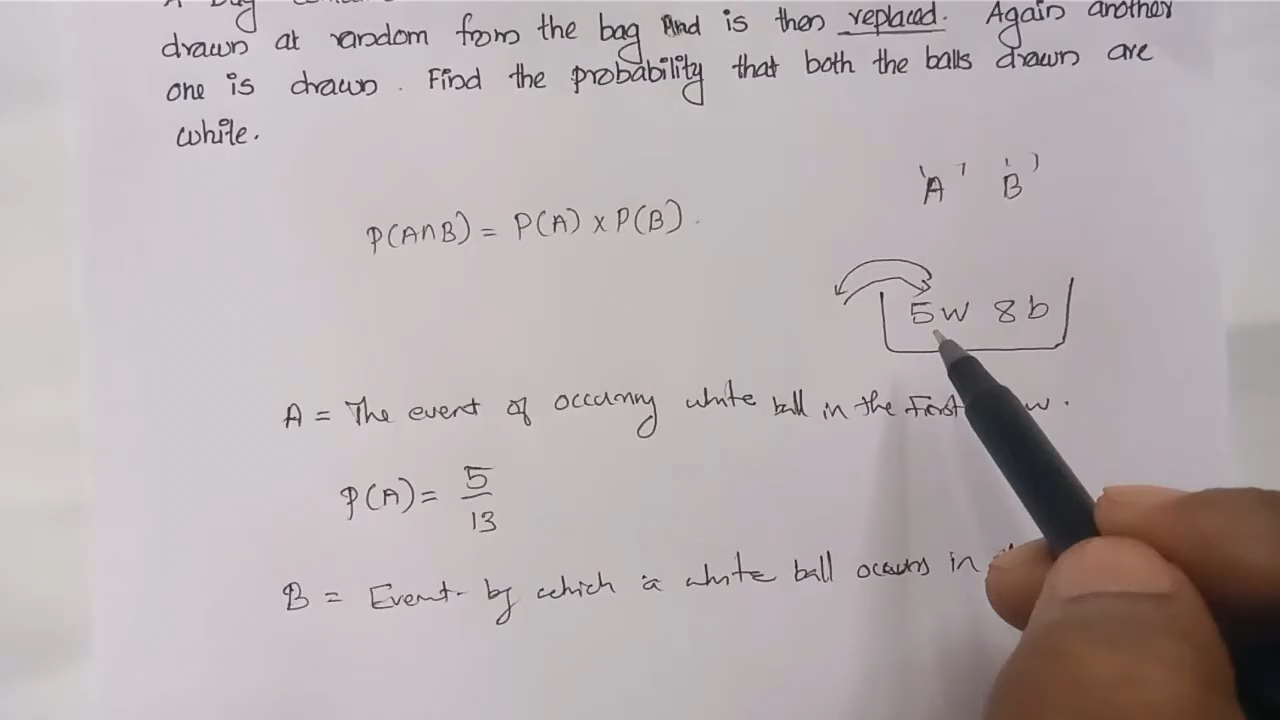 drawn at random from the bag And is then replaced. Again another
one is drawn. Find the probability that both the balls drawn are
white.
'A' 'B'
P(A∩B) = P(A) x P(B).
5W 8b
A = The event of occurring white ball in the First
P(A) = 5/13
B = Event by which a white ball occurs in